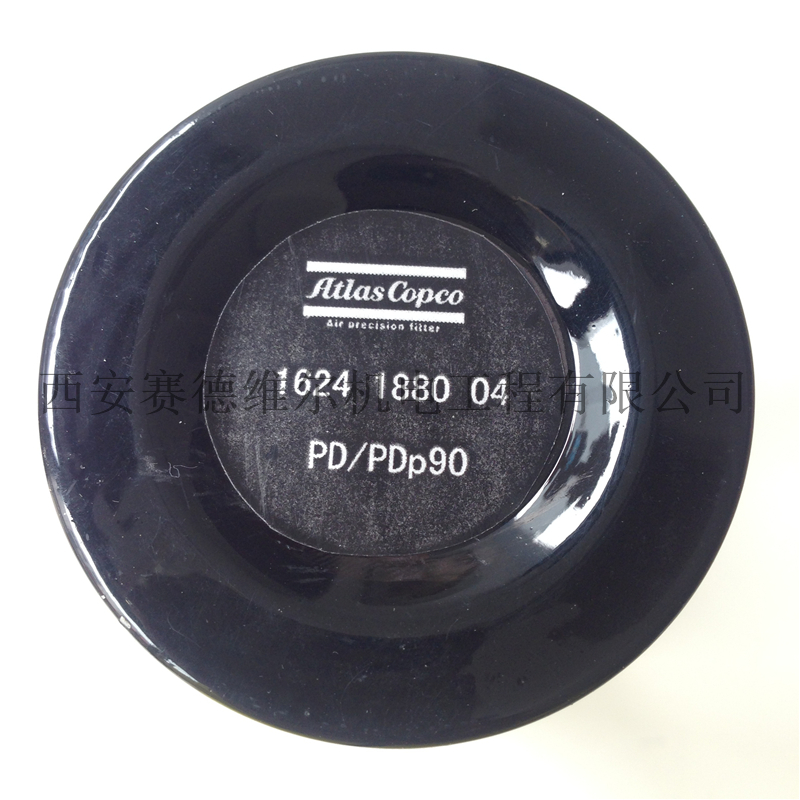 Atlas Copco
Air precision filter
1624 1880 04
西安赛德维尔机电工程有限公司
PD/PDp90